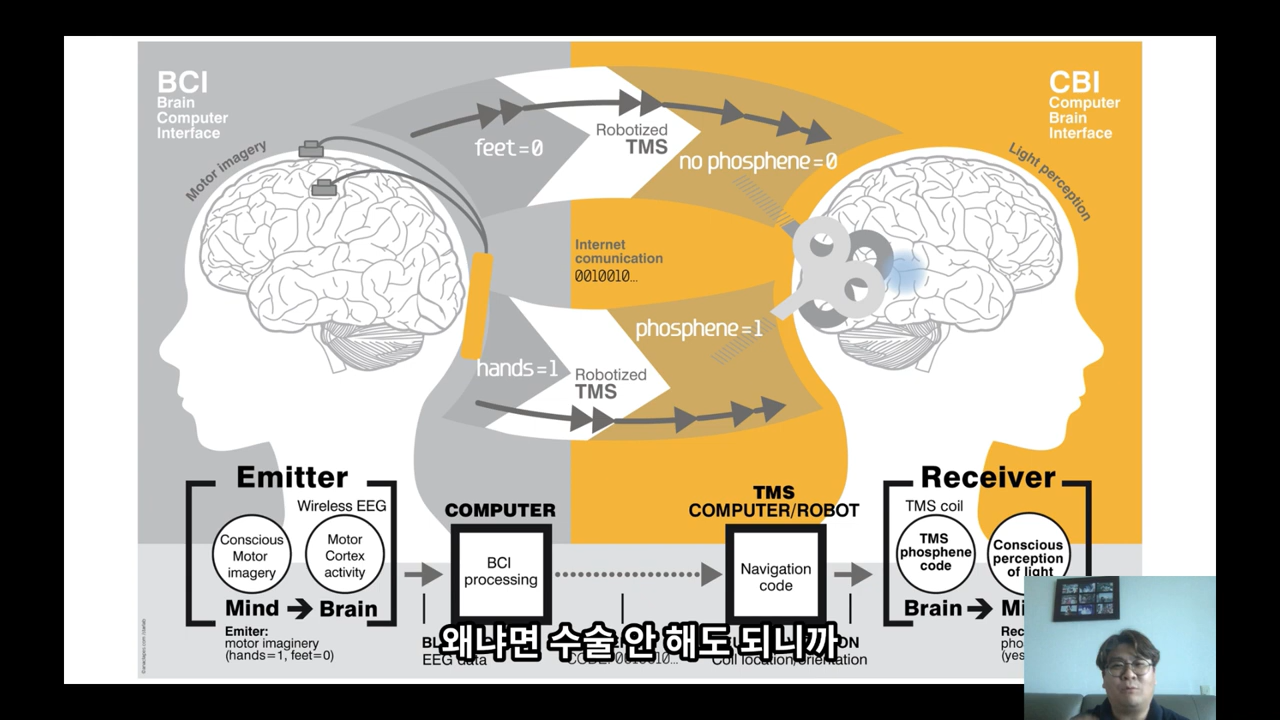 BCI
Brain
Computer
Interface
CBI
Computer
Brain
Interface
Motor imagery
Light perception
feet=0
Robotized
TMS
no phosphene=0
Internet
comunication
0010010...
phosphene=1
hands=1
Robotized
TMS
Emitter
Wireless EEG
Conscious
Motor
imagery
Motor
Cortex
activity
Mind
Brain
Emiter:
motor imaginery
(hands=1, feet=0)
COMPUTER
BCI
processing
EEG data
TMS
COMPUTER/ROBOT
Navigation
code
Coil location/orientation
Receiver
TMS coil
TMS
phosphene
code
Conscious
perception
of light
Brain
왜냐면 수술 안 해도 되니까